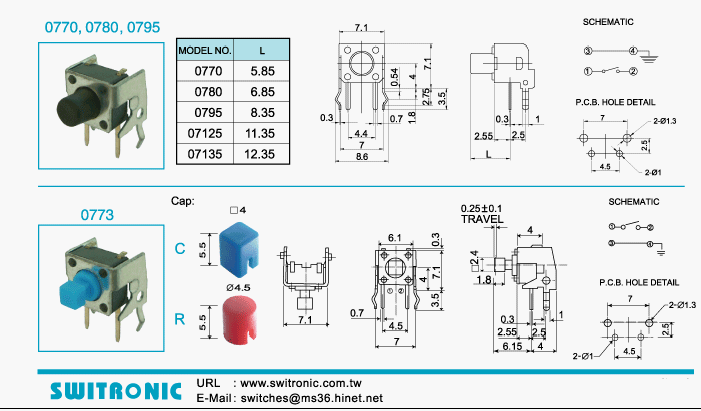 0770, 0780, 0795
MODEL NO. L
0770 5.85
0780 6.85
0795 8.35
07125 11.35
07135 12.35
7.1
7.1
4
0.54
2.75
3.5
1.8
0.3
0.7
4.4
7
8.6
0.3
1
2.55
2.5
L
SCHEMATIC
③ ④
① ②
P.C.B. HOLE DETAIL
7
2-Ø1.3
2.5
4.5
2-Ø1
0773
Cap:
□4
C
5.5
Ø4.5
R
5.5
7.1
6.1
0.3
7.1
4
3.5
0.7
4.5
7
0.25±0.1
TRAVEL
4
□2.4
1.8
0.3
1
2.55
2.5
6.15
4
SCHEMATIC
① ②
③ ④
P.C.B. HOLE DETAIL
7
2-Ø1.3
2.5
2-Ø1
4.5
SWITRONIC
URL : www.switronic.com.tw
E-Mail : switches@ms36.hinet.net